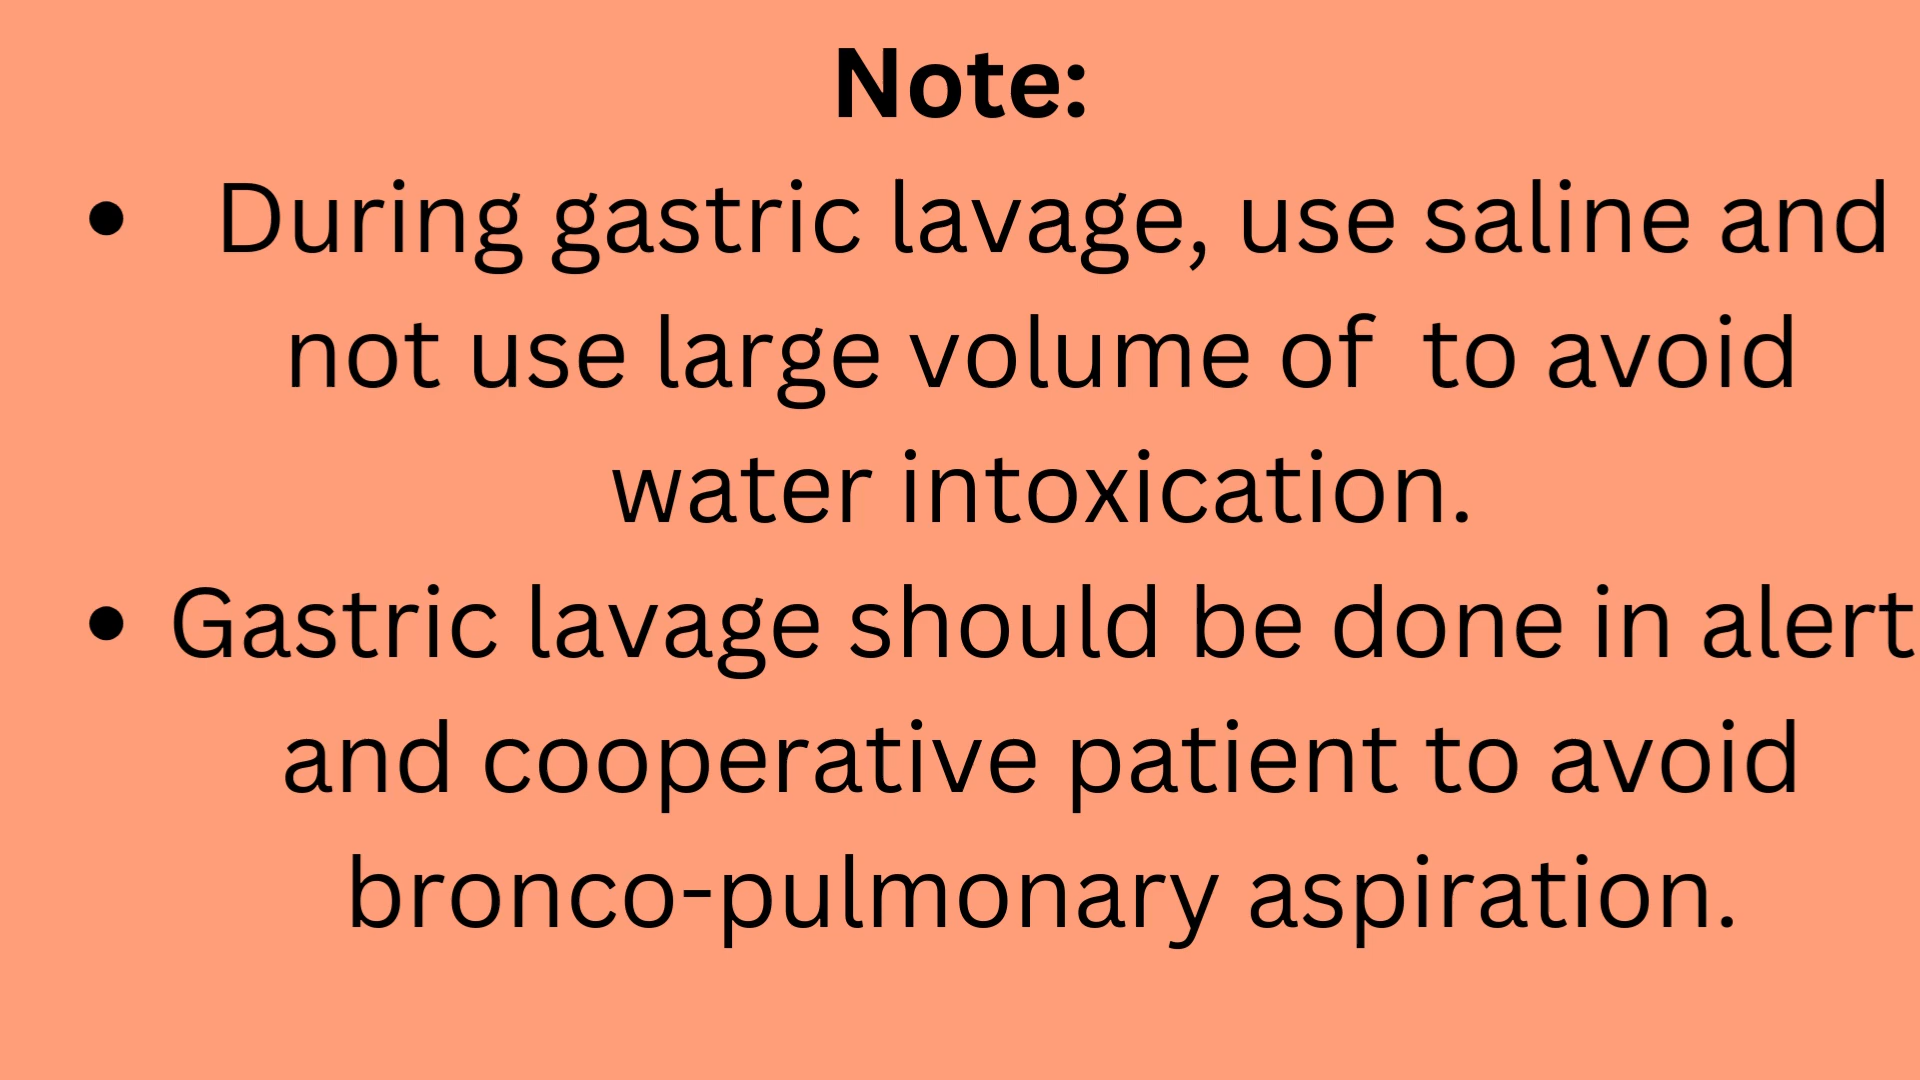 Note:
• During gastric lavage, use saline and
not use large volume of  to avoid
water intoxication.
• Gastric lavage should be done in alert
and cooperative patient to avoid
bronco-pulmonary aspiration.